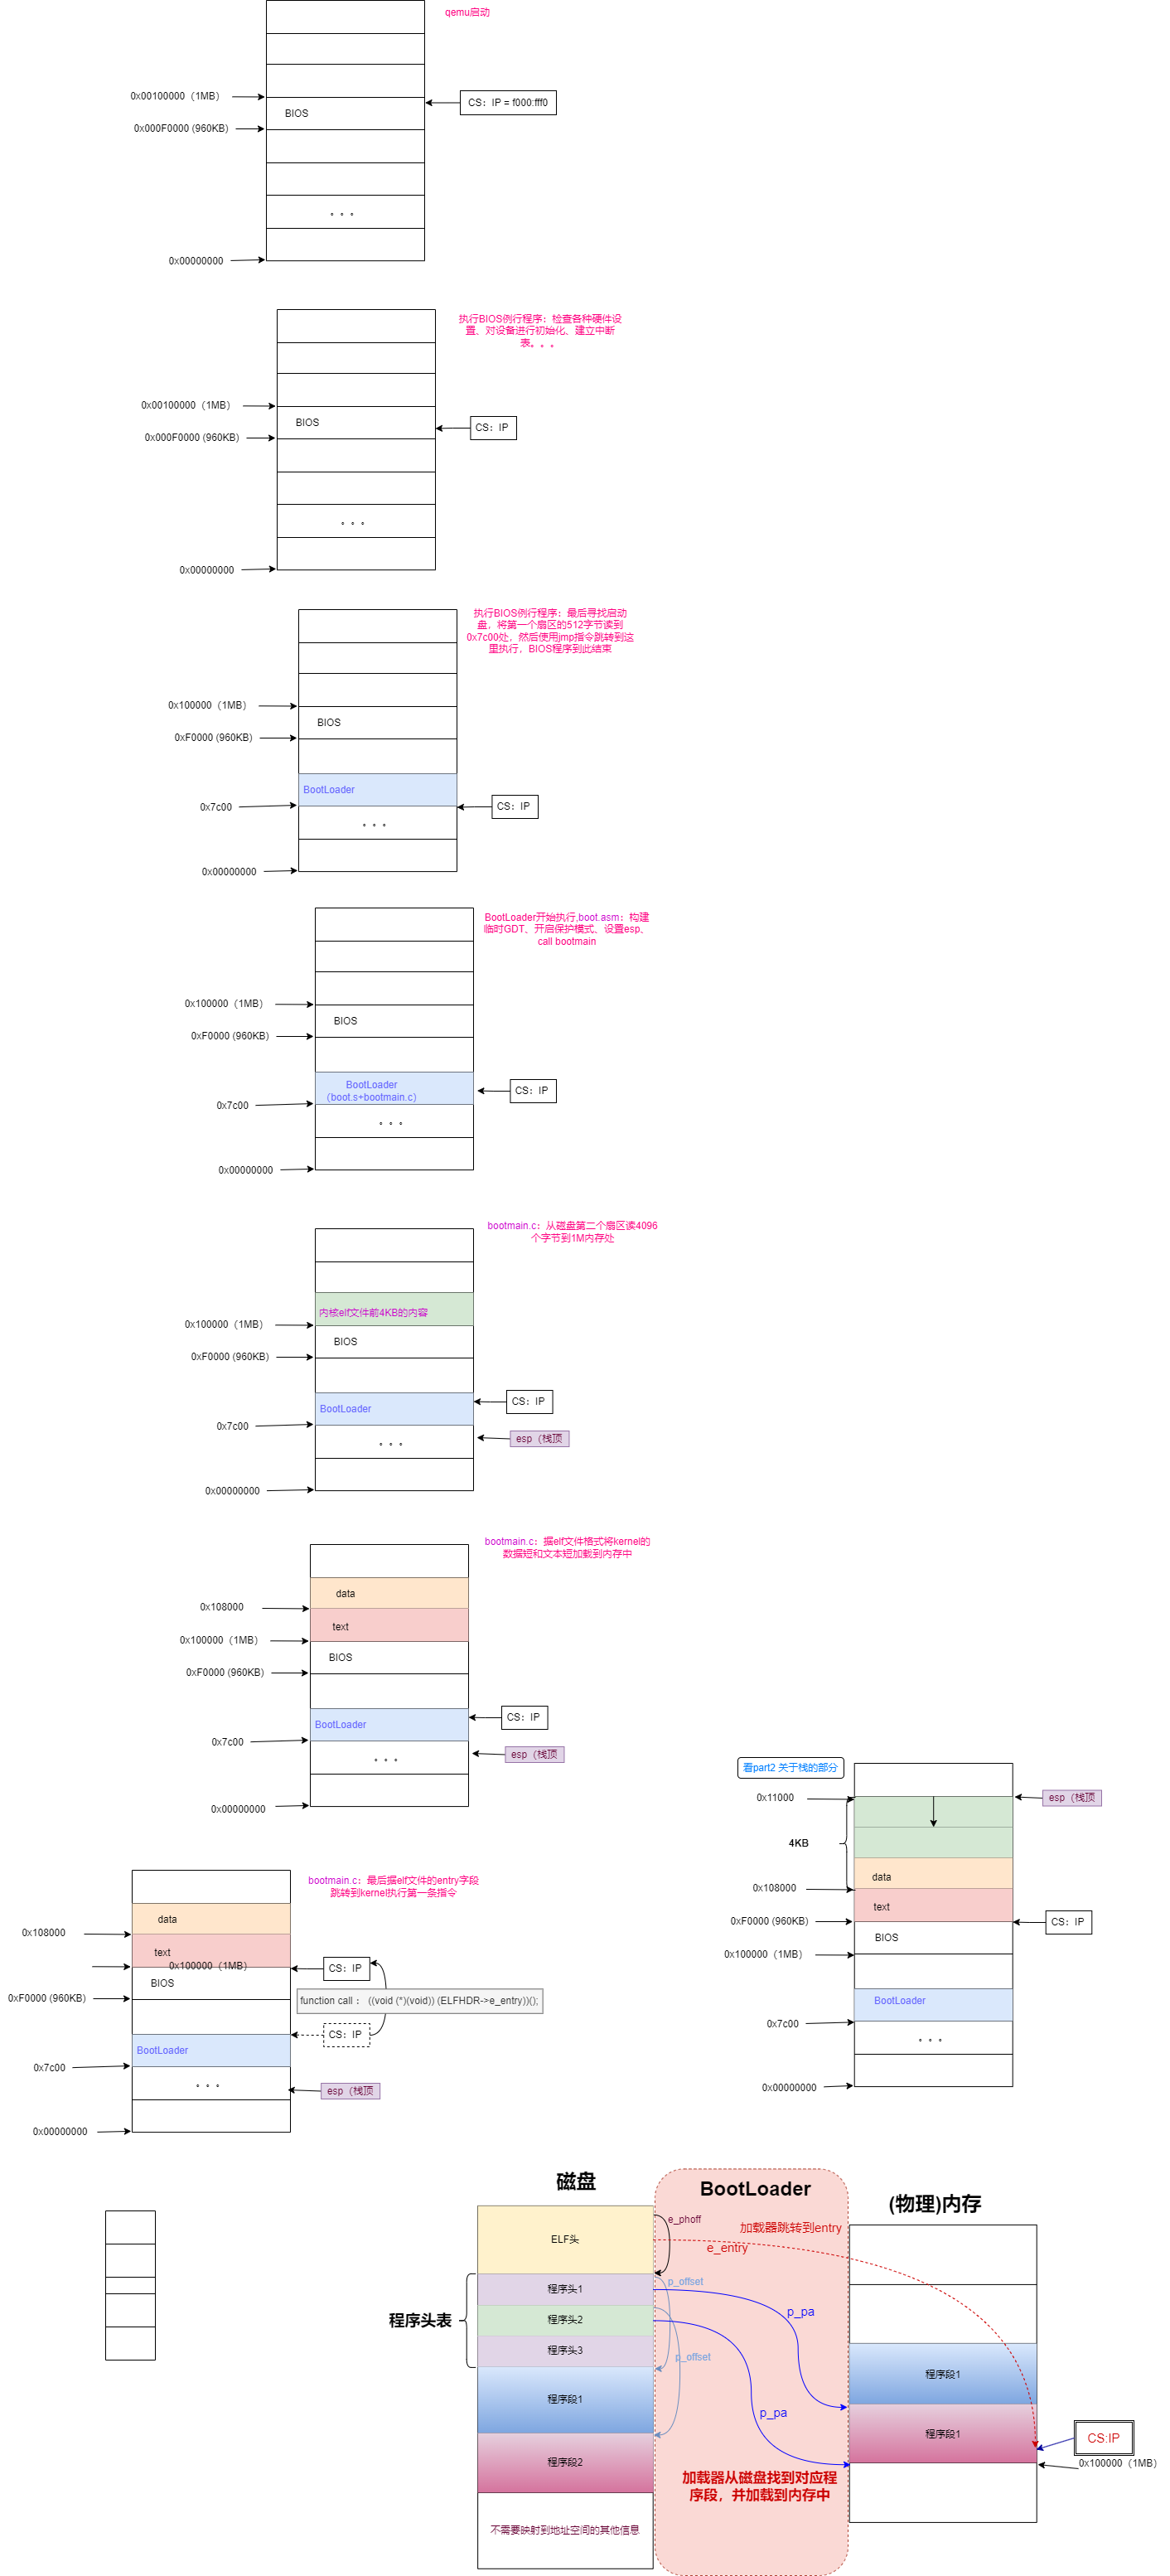 qemu启动
0x00100000（1MB）
CS：IP = f000:fff0
BIOS
0x000F0000 (960KB)
。。。
0x00000000
执行BIOS例行程序：检查各种硬件设
置、对设备进行初始化、建立中断
表。。。
0x00100000（1MB）
BIOS
CS：IP
0x000F0000 (960KB)
。。。
0x00000000
执行BIOS例行程序：最后寻找启动
盘，将第一个扇区的512字节读到
0x7c00处，然后使用jmp指令跳转到这
里执行，BIOS程序到此结束
0x100000（1MB）
BIOS
0xF0000 (960KB)
BootLoader
0x7c00
CS：IP
。。。
0x00000000
BootLoader开始执行,boot.asm：构建
临时GDT、开启保护模式、设置esp、
call bootmain
0x100000（1MB）
BIOS
0xF0000 (960KB)
BootLoader
（boot.s+bootmain.c）
CS：IP
0x7c00
。。。
0x00000000
bootmain.c：从磁盘第二个扇区读4096
个字节到1M内存处
内核elf文件前4KB的内容
0x100000（1MB）
BIOS
0xF0000 (960KB)
CS：IP
BootLoader
0x7c00
esp（栈顶
。。。
0x00000000
bootmain.c：据elf文件格式将kernel的
数据短和文本短加载到内存中
data
0x108000
text
0x100000（1MB）
BIOS
0xF0000 (960KB)
CS：IP
BootLoader
0x7c00
esp（栈顶
。。。
0x00000000
看part2 关于栈的部分
0x11000
esp（栈顶
4KB
data
0x108000
text
0xF0000 (960KB)
CS：IP
BIOS
0x100000（1MB）
BootLoader
0x7c00
。。。
0x00000000
bootmain.c：最后据elf文件的entry字段
跳转到kernel执行第一条指令
data
0x108000
text
0x100000（1MB）
CS：IP
BIOS
0xF0000 (960KB)
function call： ((void (*)(void)) (ELFHDR->e_entry))();
CS：IP
BootLoader
0x7c00
。。。
esp（栈顶
0x00000000
磁盘
BootLoader
(物理)内存
e_phoff
加载器跳转到entry
ELF头
e_entry
p_offset
程序头1
p_pa
程序头表
程序头2
程序头3
p_offset
程序段1
程序段1
p_pa
程序段1
CS:IP
程序段2
0x100000（1MB）
加载器从磁盘找到对应程
序段，并加载到内存中
不需要映射到地址空间的其他信息